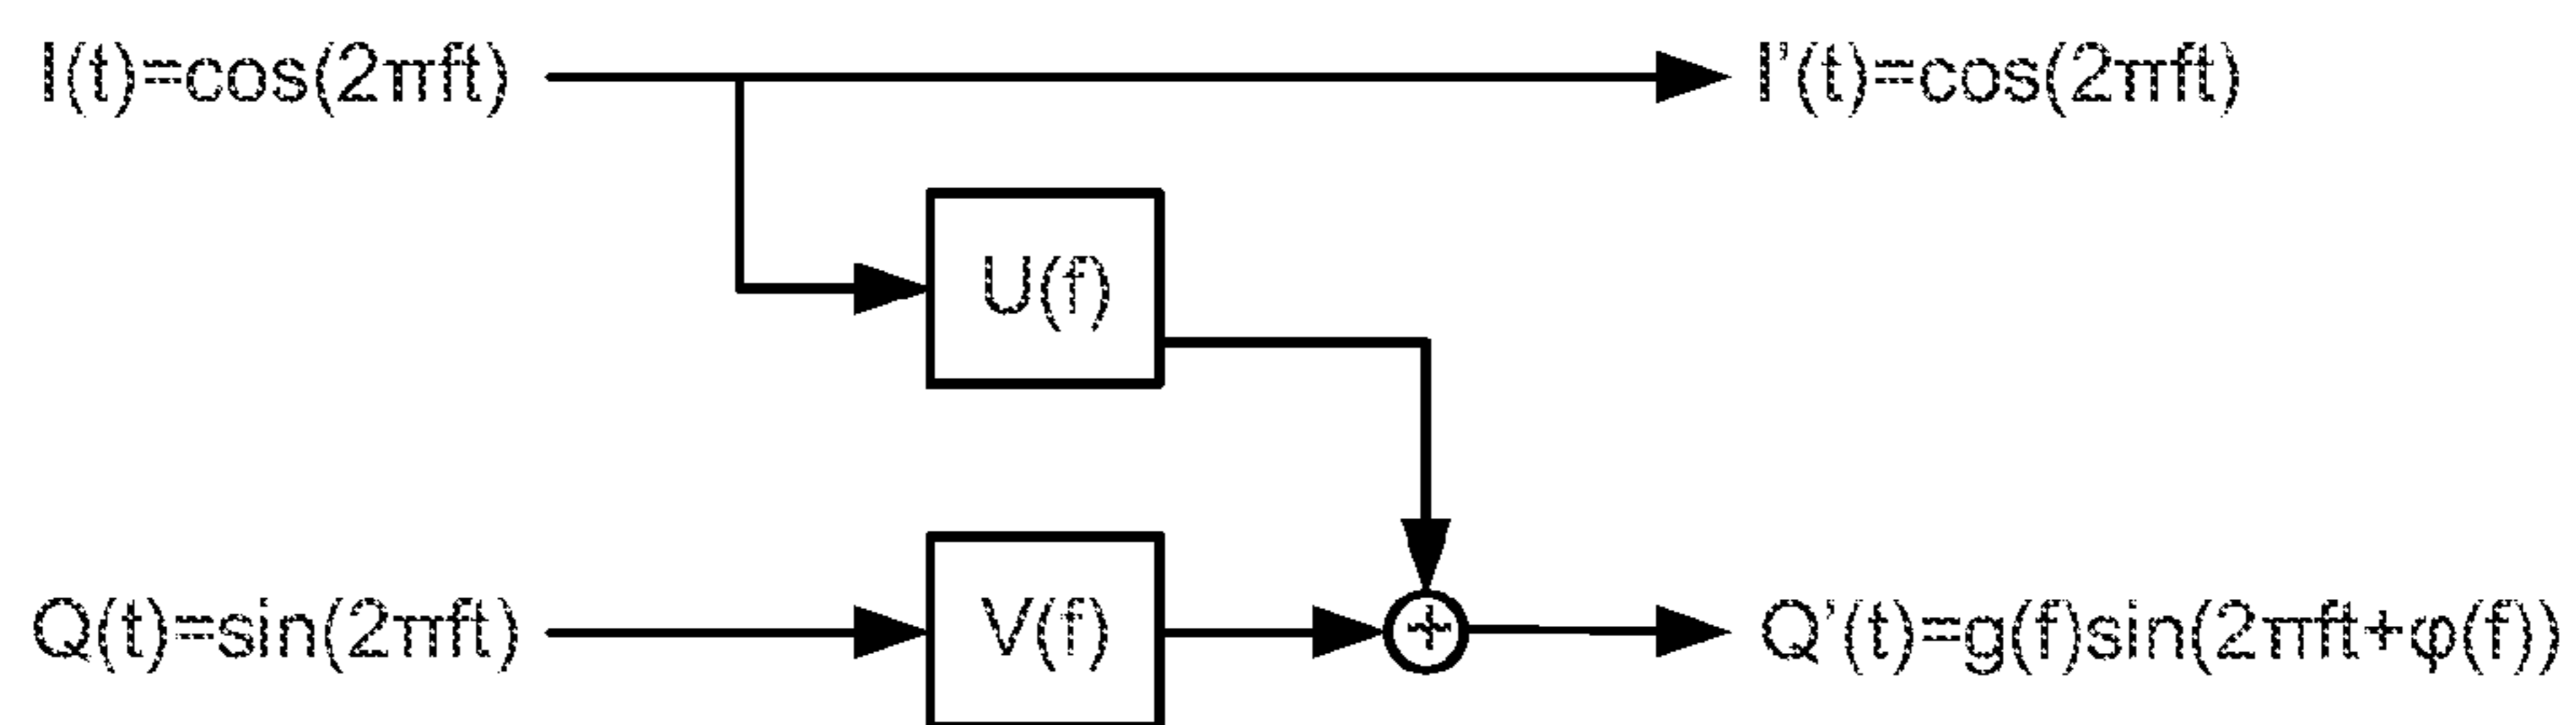 I(t)=cos(2πft) I’(t)=cos(2πft)
U(f)
Q(t)=sin(2πft) V(f) + Q’(t)=g(f)sin(2πft+φ(f))